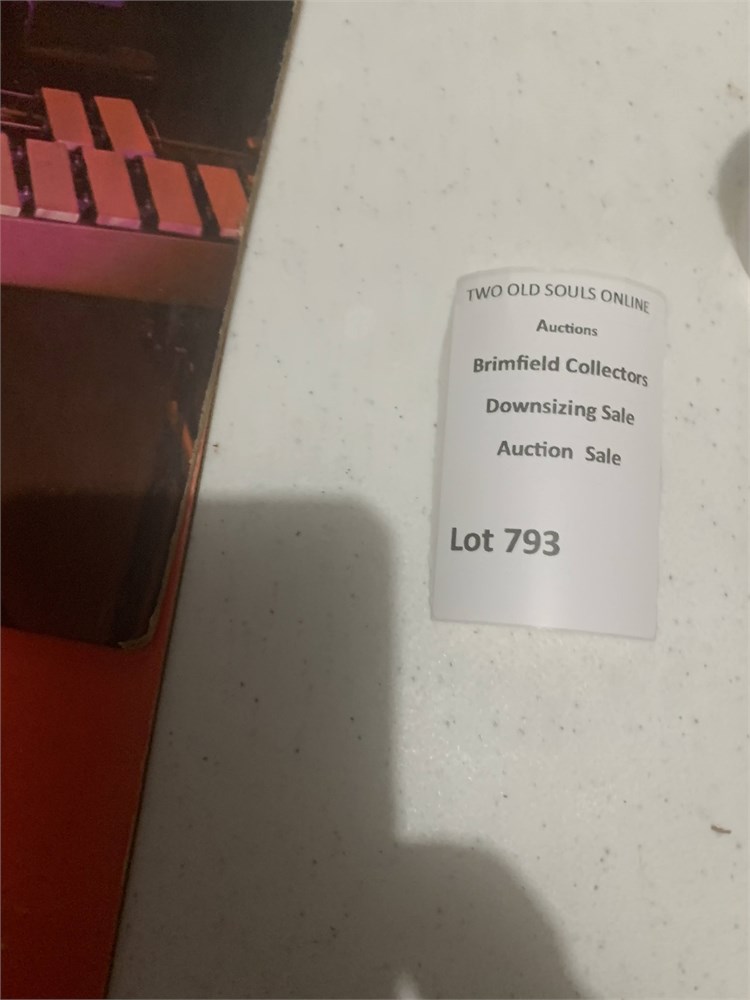 TWO OLD SOULS ONLINE
Auctions
Brimfield Collectors
Downsizing Sale
Auction Sale
Lot 793